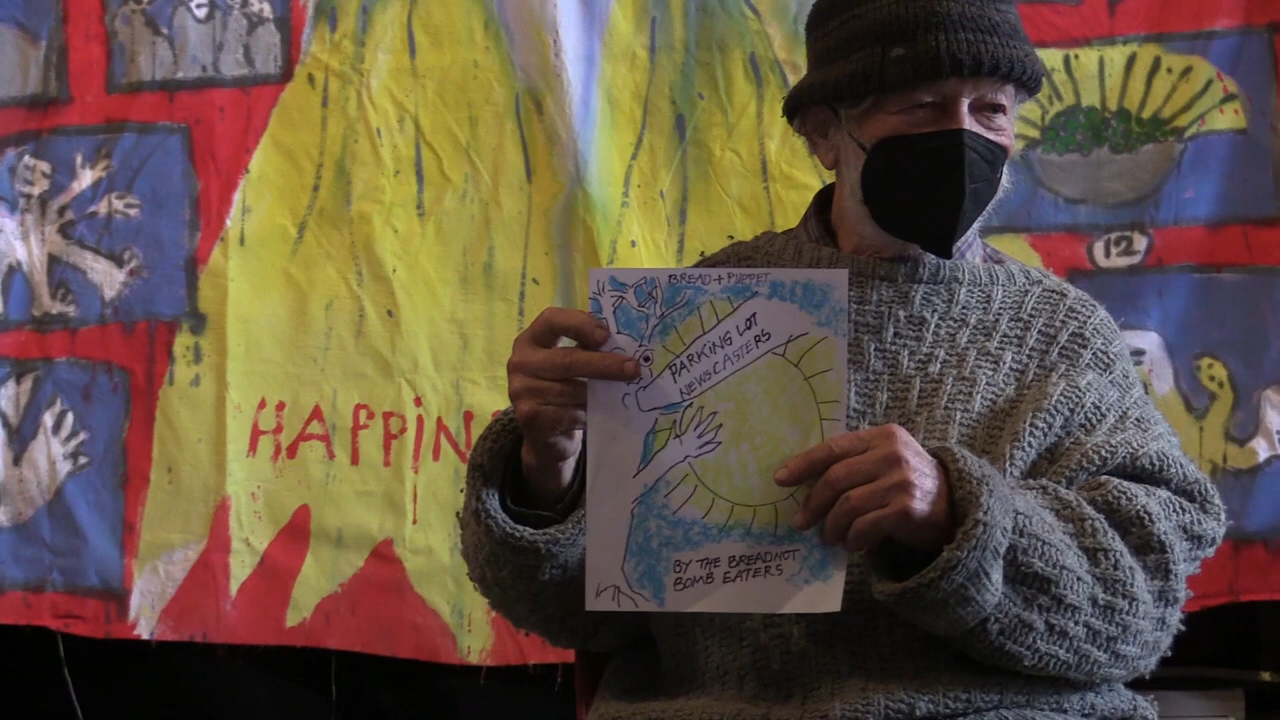 12
HAPPIN
BREAD + PUPPET
PARKING LOT
NEWSCASTERS
BY THE BREADNOT
BOMB EATERS